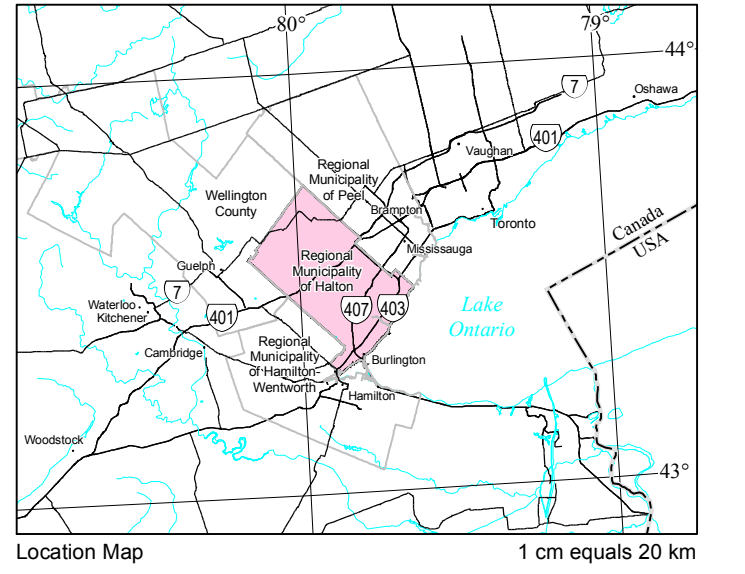 80°
79°
44°
7
Oshawa
401
Vaughan
Regional
Municipality
of Peel
Wellington
County
Brampton
Toronto
Canada
USA
Mississauga
Regional
Municipality
of Halton
Guelph
7
Lake
Ontario
Waterloo
Kitchener
401
407
403
Cambridge
Regional
Municipality
of Hamilton-
Wentworth
Burlington
Hamilton
Woodstock
43°
Location Map
1 cm equals 20 km